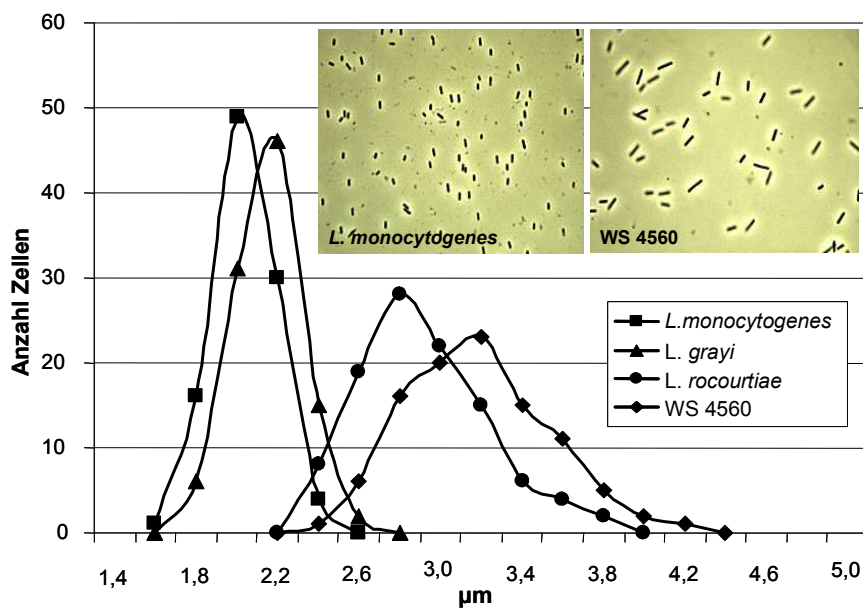 60
50
40
30
20
10
0
Anzahl Zellen
L. monocytogenes
WS 4560
L.monocytogenes
L. grayi
L. rocourtiae
WS 4560
1,4 1,8 2,2 2,6 3,0 3,4 3,8 4,2 4,6 5,0
µm